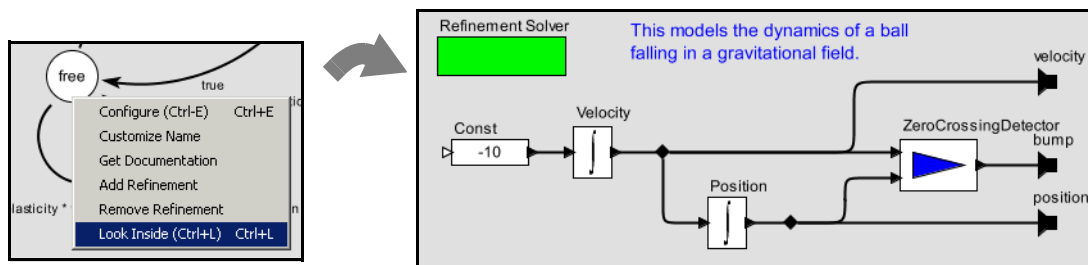 free
true
Configure (Ctrl-E) Ctrl+E
Customize Name
Get Documentation
Add Refinement
Remove Refinement
Look Inside (Ctrl+L) Ctrl+L
lasticity *
n
Refinement Solver
This models the dynamics of a ball
falling in a gravitational field.
velocity
Const
-10
Velocity
ZeroCrossingDetector
bump
Position
position